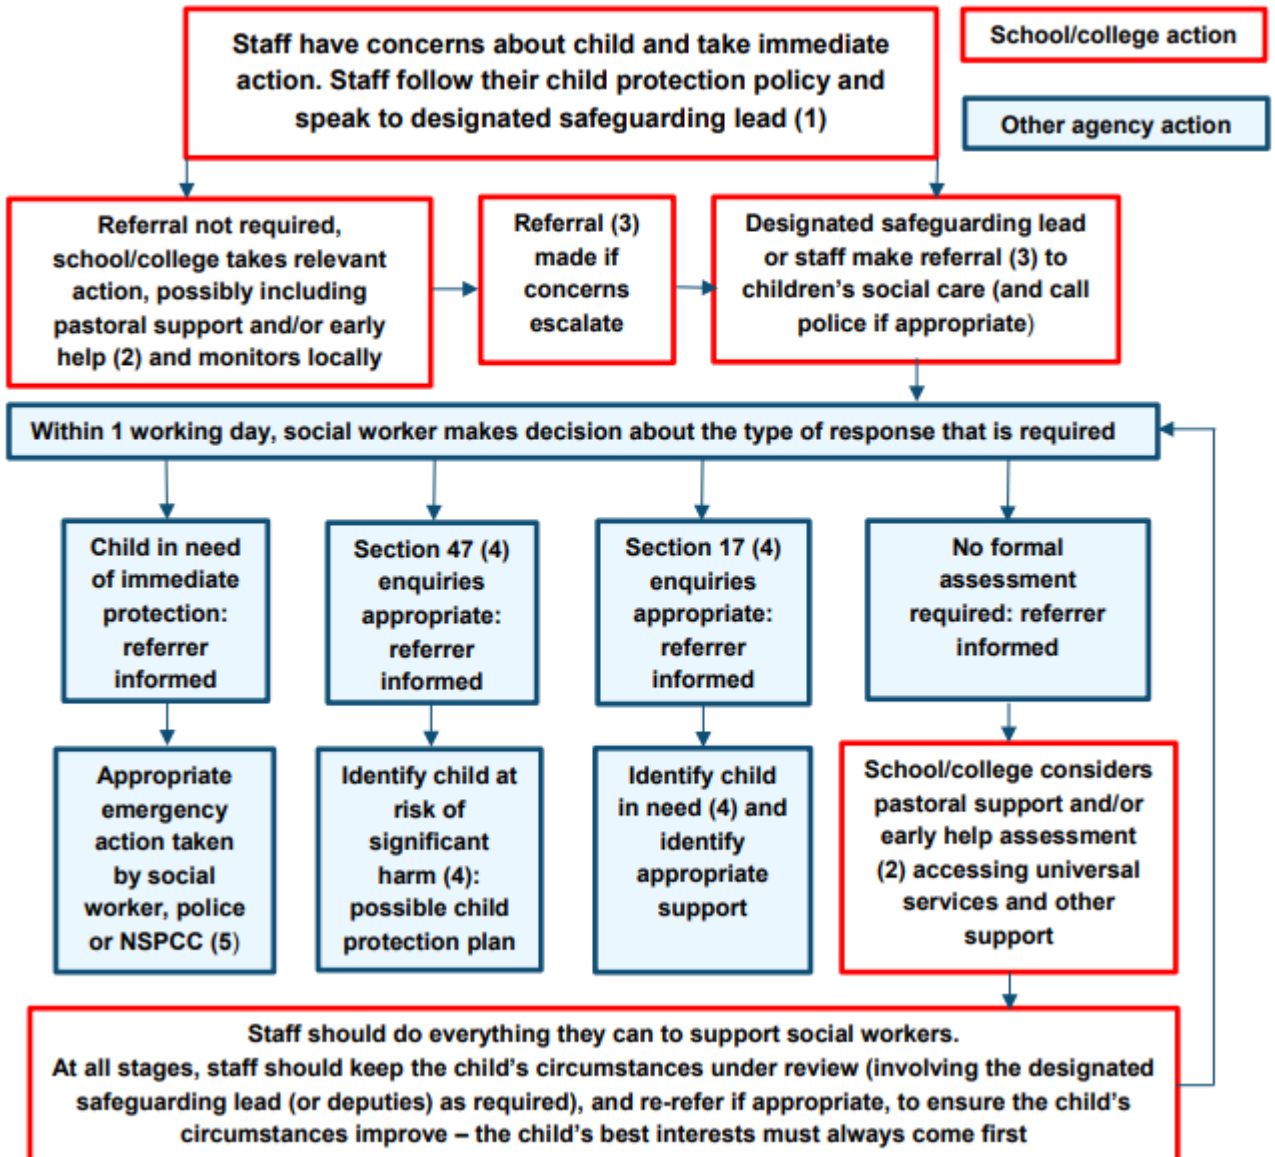 Staff have concerns about child and take immediate
action. Staff follow their child protection policy and
speak to designated safeguarding lead (1)
School/college action
Other agency action
Referral not required,
school/college takes relevant
action, possibly including
pastoral support and/or early
help (2) and monitors locally
Referral (3)
made if
concerns
escalate
Designated safeguarding lead
or staff make referral (3) to
children’s social care (and call
police if appropriate)
Within 1 working day, social worker makes decision about the type of response that is required
Child in need
of immediate
protection:
referrer
informed
Section 47 (4)
enquiries
appropriate:
referrer
informed
Section 17 (4)
enquiries
appropriate:
referrer
informed
No formal
assessment
required: referrer
informed
Appropriate
emergency
action taken
by social
worker, police
or NSPCC (5)
Identify child at
risk of
significant
harm (4):
possible child
protection plan
Identify child
in need (4) and
identify
appropriate
support
School/college considers
pastoral support and/or
early help assessment
(2) accessing universal
services and other
support
Staff should do everything they can to support social workers.
At all stages, staff should keep the child’s circumstances under review (involving the designated
safeguarding lead (or deputies) as required), and re-refer if appropriate, to ensure the child’s
circumstances improve – the child’s best interests must always come first